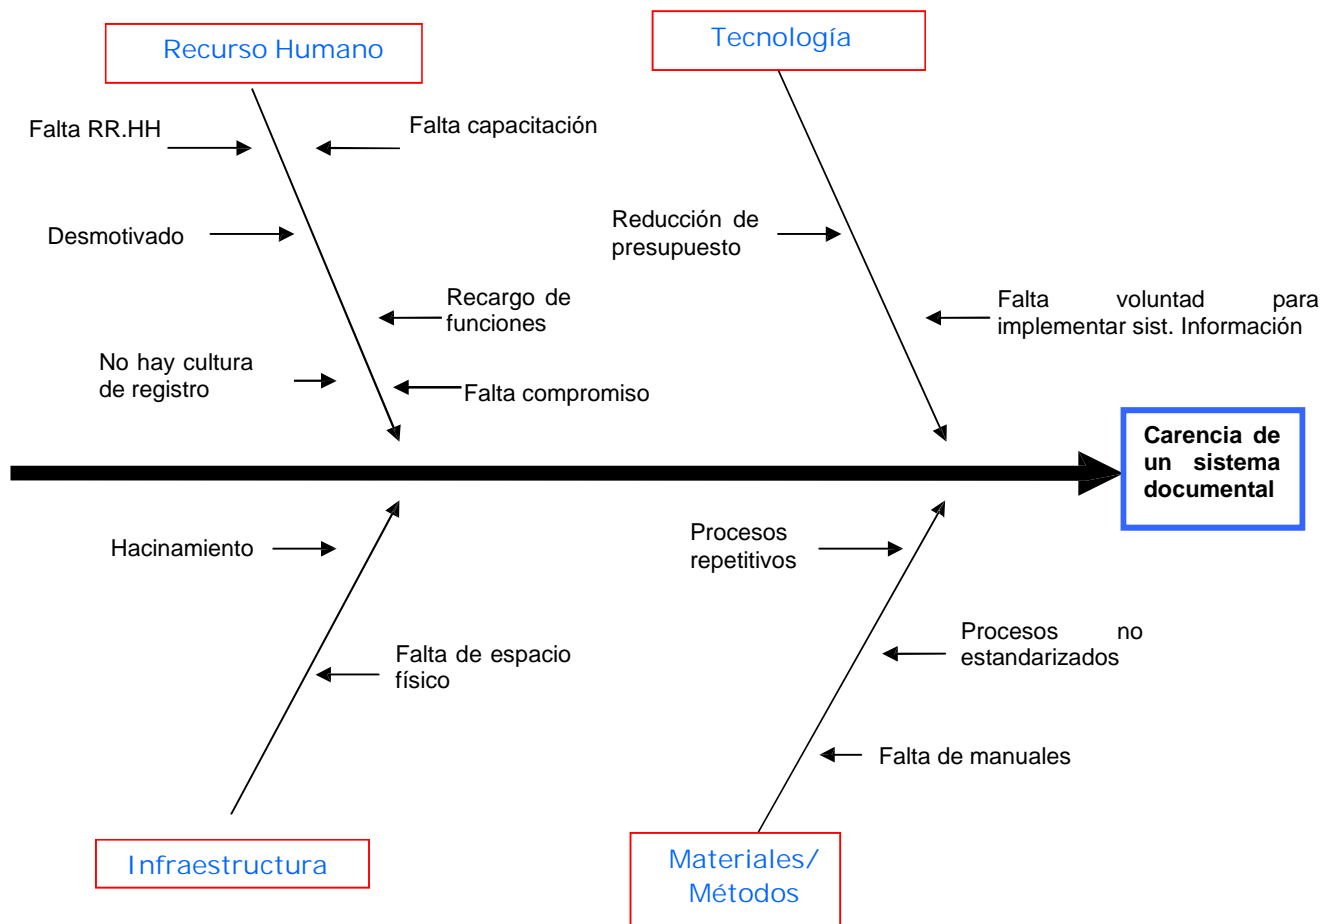 Recurso Humano
Tecnología
Falta RR.HH
Falta capacitación
Desmotivado
Reducción de
presupuesto
Recargo de
funciones
Falta voluntad para
implementar sist. Información
No hay cultura
de registro
Falta compromiso
Carencia de
un sistema
documental
Hacinamiento
Procesos
repetitivos
Falta de espacio
físico
Procesos no
estandarizados
Falta de manuales
Infraestructura
Materiales/
Métodos